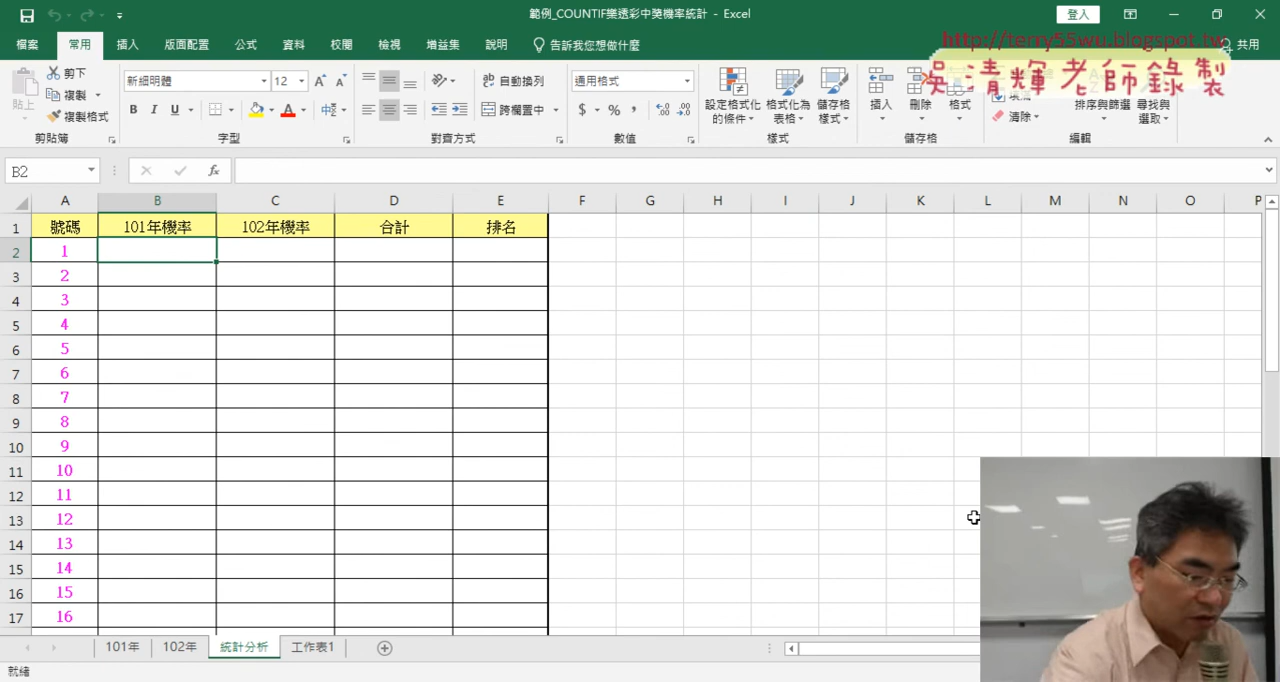 範例_COUNTIF樂透彩中獎機率統計 - Excel
登入
檔案 常用 插入 版面配置 公式 資料 校閱 檢視 增益集 說明 告訴我您想做什麼 共用
http://terry55wu.blogspot.tw
吳清輝老師錄製
貼上 剪下 複製 複製格式
剪貼簿
新細明體 12
B I U
字型
自動換列
跨欄置中
對齊方式
通用格式
$ % ,
數值
設定格式化的條件 格式化為表格 儲存格樣式
樣式
插入 刪除 格式
儲存格
清除
排序與篩選 尋找與選取
編輯
B2 fx
A B C D E F G H I J K L M N O P
1 號碼 101年機率 102年機率 合計 排名
2 1
3 2
4 3
5 4
6 5
7 6
8 7
9 8
10 9
11 10
12 11
13 12
14 13
15 14
16 15
17 16
101年 102年 統計分析 工作表1
就緒